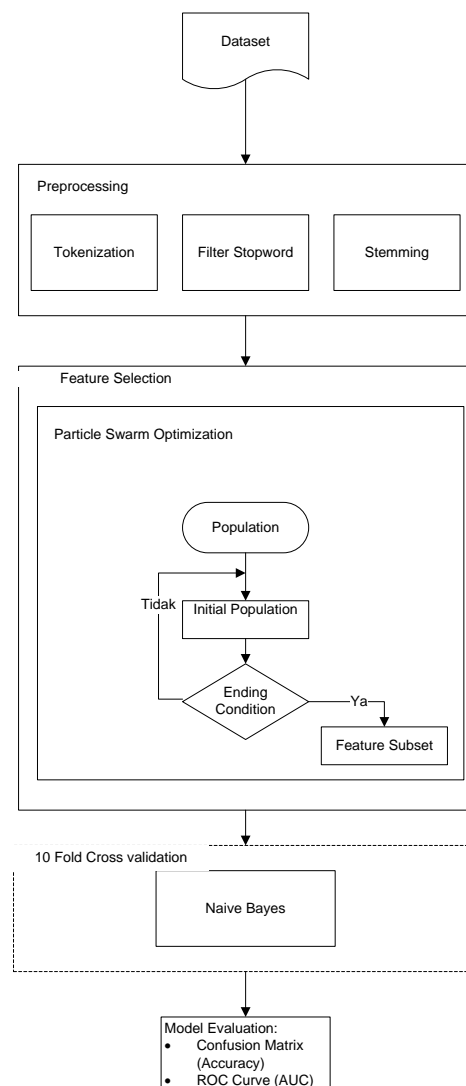 Dataset
Preprocessing
Tokenization
Filter Stopword
Stemming
Feature Selection
Particle Swarm Optimization
Population
Tidak
Initial Population
Ending
Condition
Ya
Feature Subset
10 Fold Cross validation
Naive Bayes
Model Evaluation:
• Confusion Matrix
(Accuracy)
• ROC Curve (AUC)